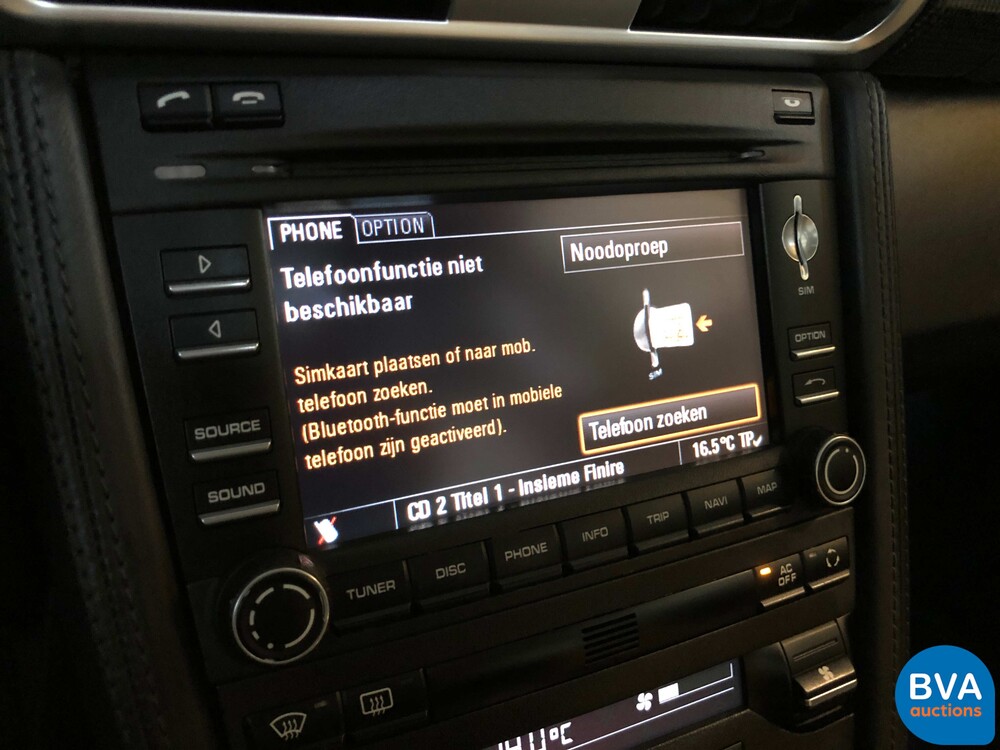 PHONE OPTION
Telefoonfunctie niet
beschikbaar
Noodoproep
Simkaart plaatsen of naar mob.
telefoon zoeken.
(Bluetooth-functie moet in mobiele
telefoon zijn geactiveerd).
SIM
Telefoon zoeken
CD 2 Titel 1 - Insieme Finire
16.5°C TP
SIM
OPTION
SOURCE
SOUND
TUNER DISC PHONE INFO TRIP NAVI MAP
AC
OFF
BVA
auctions